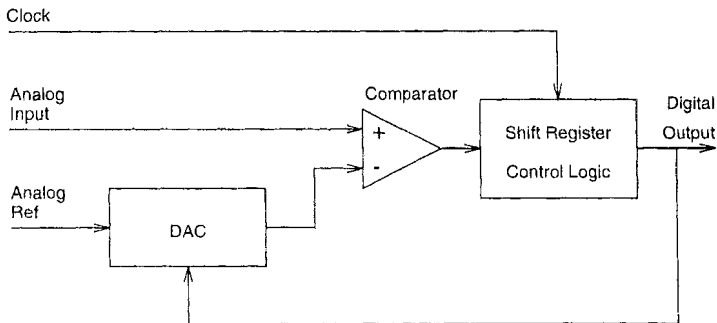 Clock
Analog
Input
Comparator
+
-
Shift Register
Control Logic
Digital
Output
Analog
Ref
DAC